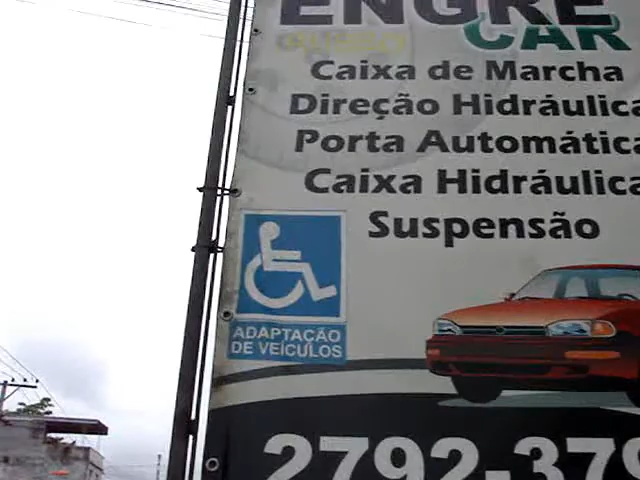 ENGRE
CAR
Caixa de Marcha
Direção Hidráulica
Porta Automática
Caixa Hidráulica
Suspensão
ADAPTAÇÃO
DE VEÍCULOS
2792-379